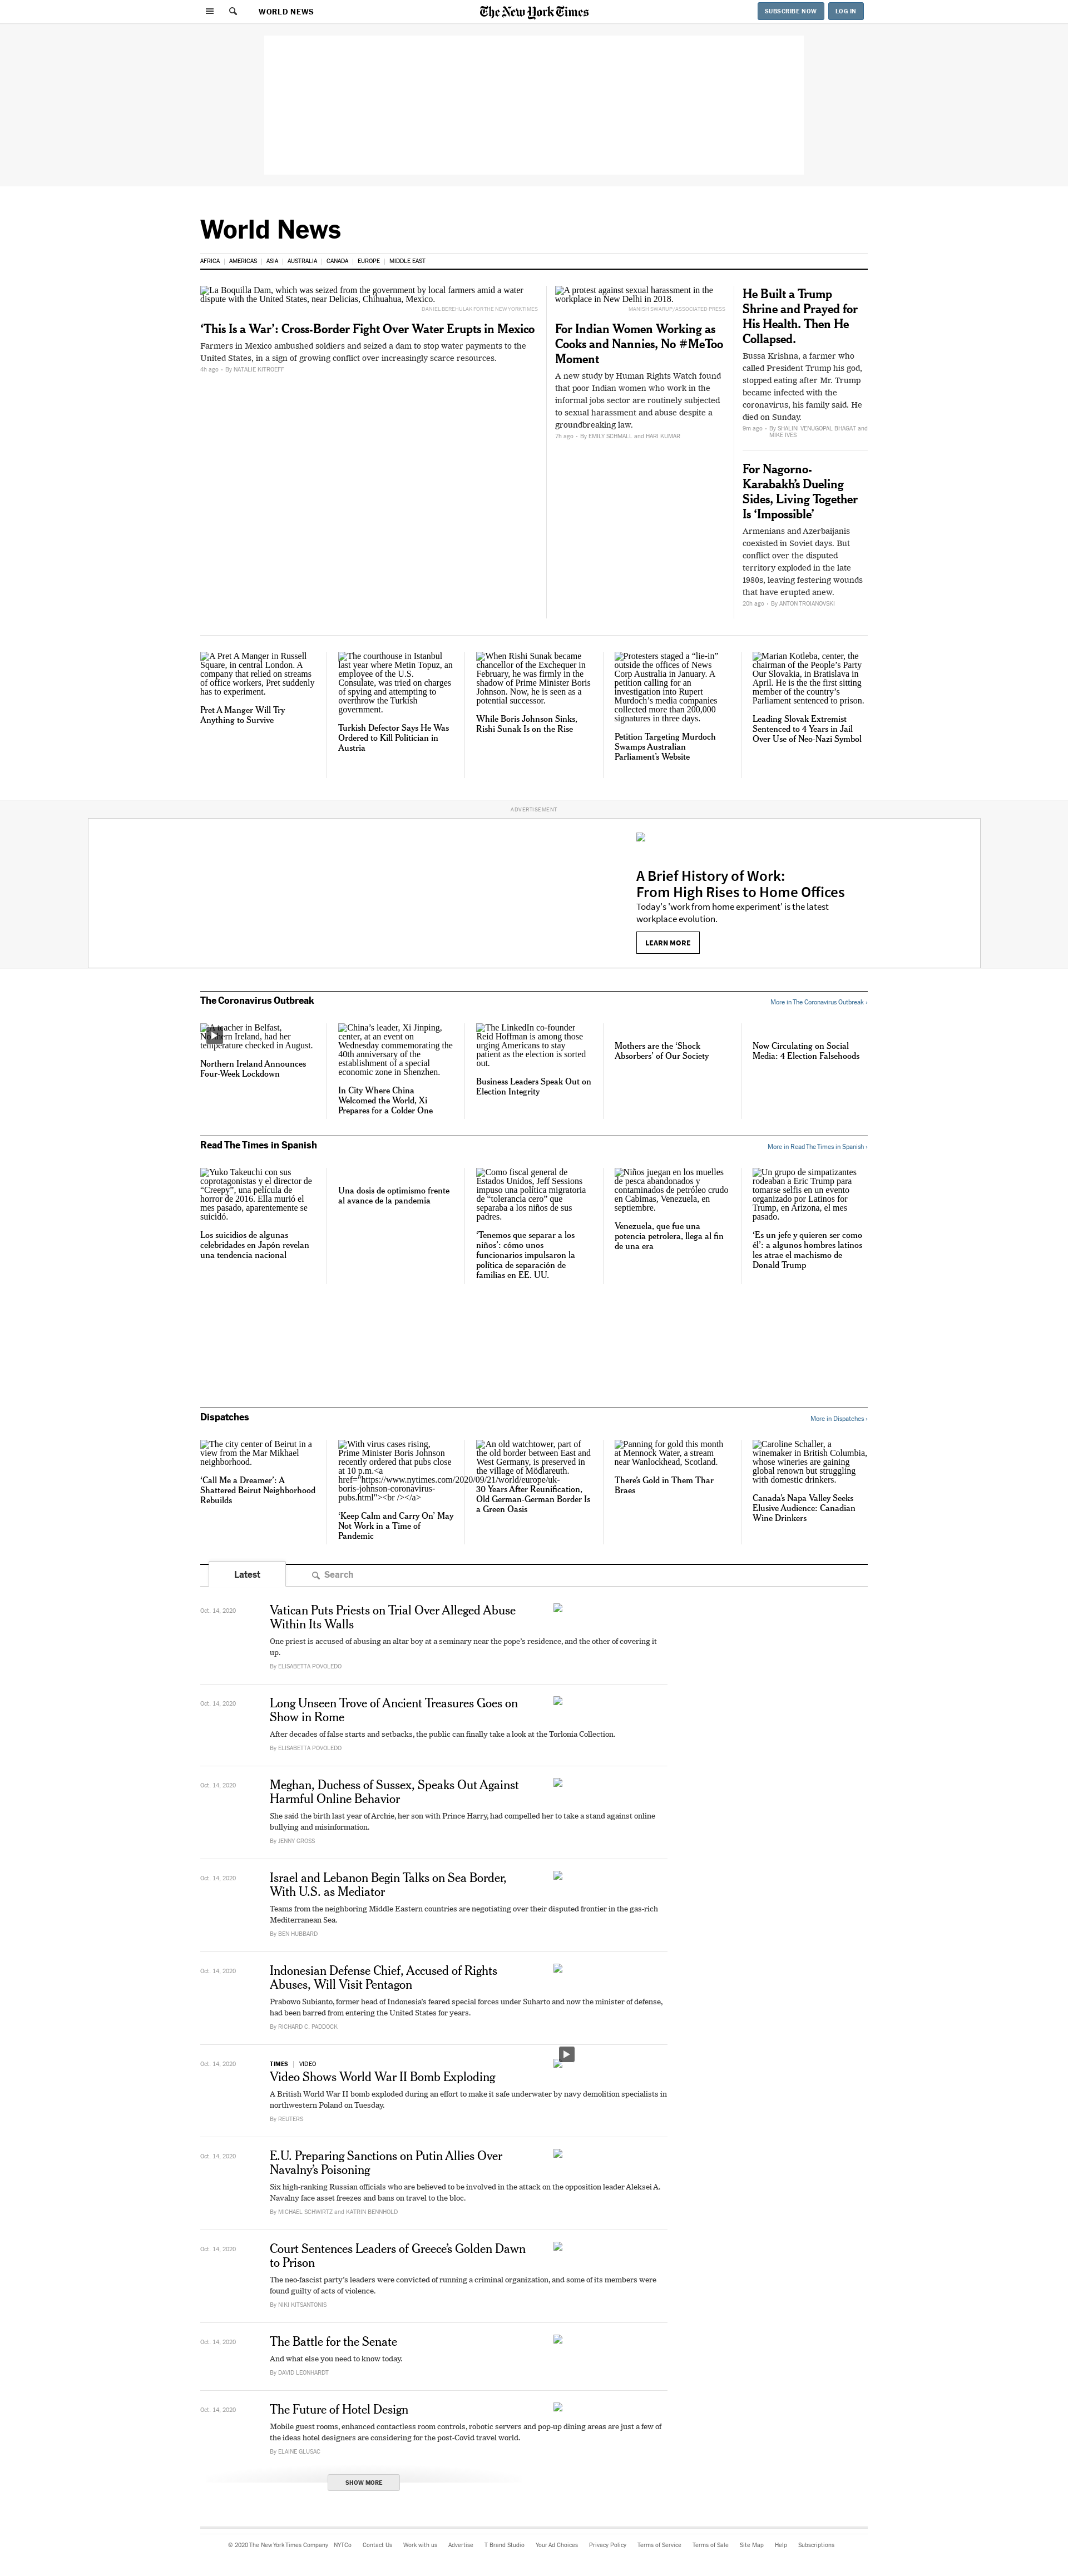 WORLD NEWS
The New York Times
SUBSCRIBE NOW
LOG IN
World News
AFRICA
AMERICAS
ASIA
AUSTRALIA
CANADA
EUROPE
MIDDLE EAST
La Boquilla Dam, which was seized from the government by local farmers amid a water
dispute with the United States, near Delicias, Chihuahua, Mexico.
DANIEL BEREHULAK FOR THE NEW YORK TIMES
‘This Is a War’: Cross-Border Fight Over Water Erupts in Mexico
Farmers in Mexico ambushed soldiers and seized a dam to stop water payments to the
United States, in a sign of growing conflict over increasingly scarce resources.
4h ago - By NATALIE KITROEFF
A protest against sexual harassment in the
workplace in New Delhi in 2018.
MANISH SWARUP/ASSOCIATED PRESS
For Indian Women Working as
Cooks and Nannies, No #MeToo
Moment
A new study by Human Rights Watch found
that poor Indian women who work in the
informal jobs sector are routinely subjected
to sexual harassment and abuse despite a
groundbreaking law.
7h ago - By EMILY SCHMALL and HARI KUMAR
He Built a Trump
Shrine and Prayed for
His Health. Then He
Collapsed.
Bussa Krishna, a farmer who
called President Trump his god,
stopped eating after Mr. Trump
became infected with the
coronavirus, his family said. He
died on Sunday.
9m ago - By SHALINI VENUGOPAL BHAGAT and
MIKE IVES
For Nagorno-
Karabakh’s Dueling
Sides, Living Together
Is ‘Impossible’
Armenians and Azerbaijanis
coexisted in Soviet days. But
conflict over the disputed
territory exploded in the late
1980s, leaving festering wounds
that have erupted anew.
20h ago - By ANTON TROIANOVSKI
A Pret A Manger in Russell
Square, in central London. A
company that relied on streams
of office workers, Pret suddenly
has to experiment.
Pret A Manger Will Try
Anything to Survive
The courthouse in Istanbul
last year where Metin Topuz, an
employee of the U.S.
Consulate, was tried on charges
of spying and attempting to
overthrow the Turkish
government.
Turkish Defector Says He Was
Ordered to Kill Politician in
Austria
When Rishi Sunak became
chancellor of the Exchequer in
February, he was firmly in the
shadow of Prime Minister Boris
Johnson. Now, he is seen as a
potential successor.
While Boris Johnson Sinks,
Rishi Sunak Is on the Rise
Protesters staged a “lie-in”
outside the offices of News
Corp Australia in January. A
petition calling for an
investigation into Rupert
Murdoch’s media companies
collected more than 200,000
signatures in three days.
Petition Targeting Murdoch
Swamps Australian
Parliament’s Website
Marian Kotleba, center, the
chairman of the People’s Party
Our Slovakia, in Bratislava in
April. He is the first sitting
member of the country’s
Parliament sentenced to prison.
Leading Slovak Extremist
Sentenced to 4 Years in Jail
Over Use of Neo-Nazi Symbol
ADVERTISEMENT
A Brief History of Work:
From High Rises to Home Offices
Today's 'work from home experiment' is the latest
workplace evolution.
LEARN MORE
The Coronavirus Outbreak
More in The Coronavirus Outbreak ›
teacher in Belfast,
Northern Ireland, had her
temperature checked in August.
Northern Ireland Announces
Four-Week Lockdown
China’s leader, Xi Jinping,
center, at an event on
Wednesday commemorating the
40th anniversary of the
establishment of a special
economic zone in Shenzhen.
In City Where China
Welcomed the World, Xi
Prepares for a Colder One
The LinkedIn co-founder
Reid Hoffman is among those
urging Americans to stay
patient as the election is sorted
out.
Business Leaders Speak Out on
Election Integrity
Mothers are the ‘Shock
Absorbers’ of Our Society
Now Circulating on Social
Media: 4 Election Falsehoods
Read The Times in Spanish
More in Read The Times in Spanish ›
Yuko Takeuchi con sus
coprotagonistas y el director de
“Creepy”, una película de
horror de 2016. Ella murió el
mes pasado, aparentemente se
suicidó.
Los suicidios de algunas
celebridades en Japón revelan
una tendencia nacional
Una dosis de optimismo frente
al avance de la pandemia
Como fiscal general de
Estados Unidos, Jeff Sessions
impuso una política migratoria
de “tolerancia cero” que
separaba a los niños de sus
padres.
‘Tenemos que separar a los
niños’: cómo unos
funcionarios impulsaron la
política de separación de
familias en EE. UU.
Niños juegan en los muelles
de pesca abandonados y
contaminados de petróleo crudo
en Cabimas, Venezuela, en
septiembre.
Venezuela, que fue una
potencia petrolera, llega al fin
de una era
Un grupo de simpatizantes
rodeaban a Eric Trump para
tomarse selfis en un evento
organizado por Latinos for
Trump, en Arizona, el mes
pasado.
‘Es un jefe y quieren ser como
él’: a algunos hombres latinos
les atrae el machismo de
Donald Trump
Dispatches
More in Dispatches ›
The city center of Beirut in a
view from the Mar Mikhael
neighborhood.
‘Call Me a Dreamer’: A
Shattered Beirut Neighborhood
Rebuilds
With virus cases rising,
Prime Minister Boris Johnson
recently ordered that pubs close
at 10 p.m.<a
href="https://www.nytimes.com/2020/09/21/world/europe/uk-
boris-johnson-coronavirus-
pubs.html"><br /></a>
‘Keep Calm and Carry On’ May
Not Work in a Time of
Pandemic
An old watchtower, part of
the old border between East and
West Germany, is preserved in
the village of Mödlareuth.
30 Years After Reunification,
Old German-German Border Is
a Green Oasis
Panning for gold this month
at Mennock Water, a stream
near Wanlockhead, Scotland.
There’s Gold in Them Thar
Braes
Caroline Schaller, a
winemaker in British Columbia,
whose wineries are gaining
global renown but struggling
with domestic drinkers.
Canada’s Napa Valley Seeks
Elusive Audience: Canadian
Wine Drinkers
Latest
Search
Oct. 14, 2020
Vatican Puts Priests on Trial Over Alleged Abuse
Within Its Walls
One priest is accused of abusing an altar boy at a seminary near the pope’s residence, and the other of covering it
up.
By ELISABETTA POVOLEDO
Oct. 14, 2020
Long Unseen Trove of Ancient Treasures Goes on
Show in Rome
After decades of false starts and setbacks, the public can finally take a look at the Torlonia Collection.
By ELISABETTA POVOLEDO
Oct. 14, 2020
Meghan, Duchess of Sussex, Speaks Out Against
Harmful Online Behavior
She said the birth last year of Archie, her son with Prince Harry, had compelled her to take a stand against online
bullying and misinformation.
By JENNY GROSS
Oct. 14, 2020
Israel and Lebanon Begin Talks on Sea Border,
With U.S. as Mediator
Teams from the neighboring Middle Eastern countries are negotiating over their disputed frontier in the gas-rich
Mediterranean Sea.
By BEN HUBBARD
Oct. 14, 2020
Indonesian Defense Chief, Accused of Rights
Abuses, Will Visit Pentagon
Prabowo Subianto, former head of Indonesia’s feared special forces under Suharto and now the minister of defense,
had been barred from entering the United States for years.
By RICHARD C. PADDOCK
Oct. 14, 2020
TIMES | VIDEO
Video Shows World War II Bomb Exploding
A British World War II bomb exploded during an effort to make it safe underwater by navy demolition specialists in
northwestern Poland on Tuesday.
By REUTERS
Oct. 14, 2020
E.U. Preparing Sanctions on Putin Allies Over
Navalny’s Poisoning
Six high-ranking Russian officials who are believed to be involved in the attack on the opposition leader Aleksei A.
Navalny face asset freezes and bans on travel to the bloc.
By MICHAEL SCHWIRTZ and KATRIN BENNHOLD
Oct. 14, 2020
Court Sentences Leaders of Greece’s Golden Dawn
to Prison
The neo-fascist party’s leaders were convicted of running a criminal organization, and some of its members were
found guilty of acts of violence.
By NIKI KITSANTONIS
Oct. 14, 2020
The Battle for the Senate
And what else you need to know today.
By DAVID LEONHARDT
Oct. 14, 2020
The Future of Hotel Design
Mobile guest rooms, enhanced contactless room controls, robotic servers and pop-up dining areas are just a few of
the ideas hotel designers are considering for the post-Covid travel world.
By ELAINE GLUSAC
SHOW MORE
© 2020 The New York Times Company NYTCo Contact Us Work with us Advertise T Brand Studio Your Ad Choices Privacy Policy Terms of Service Terms of Sale Site Map Help Subscriptions